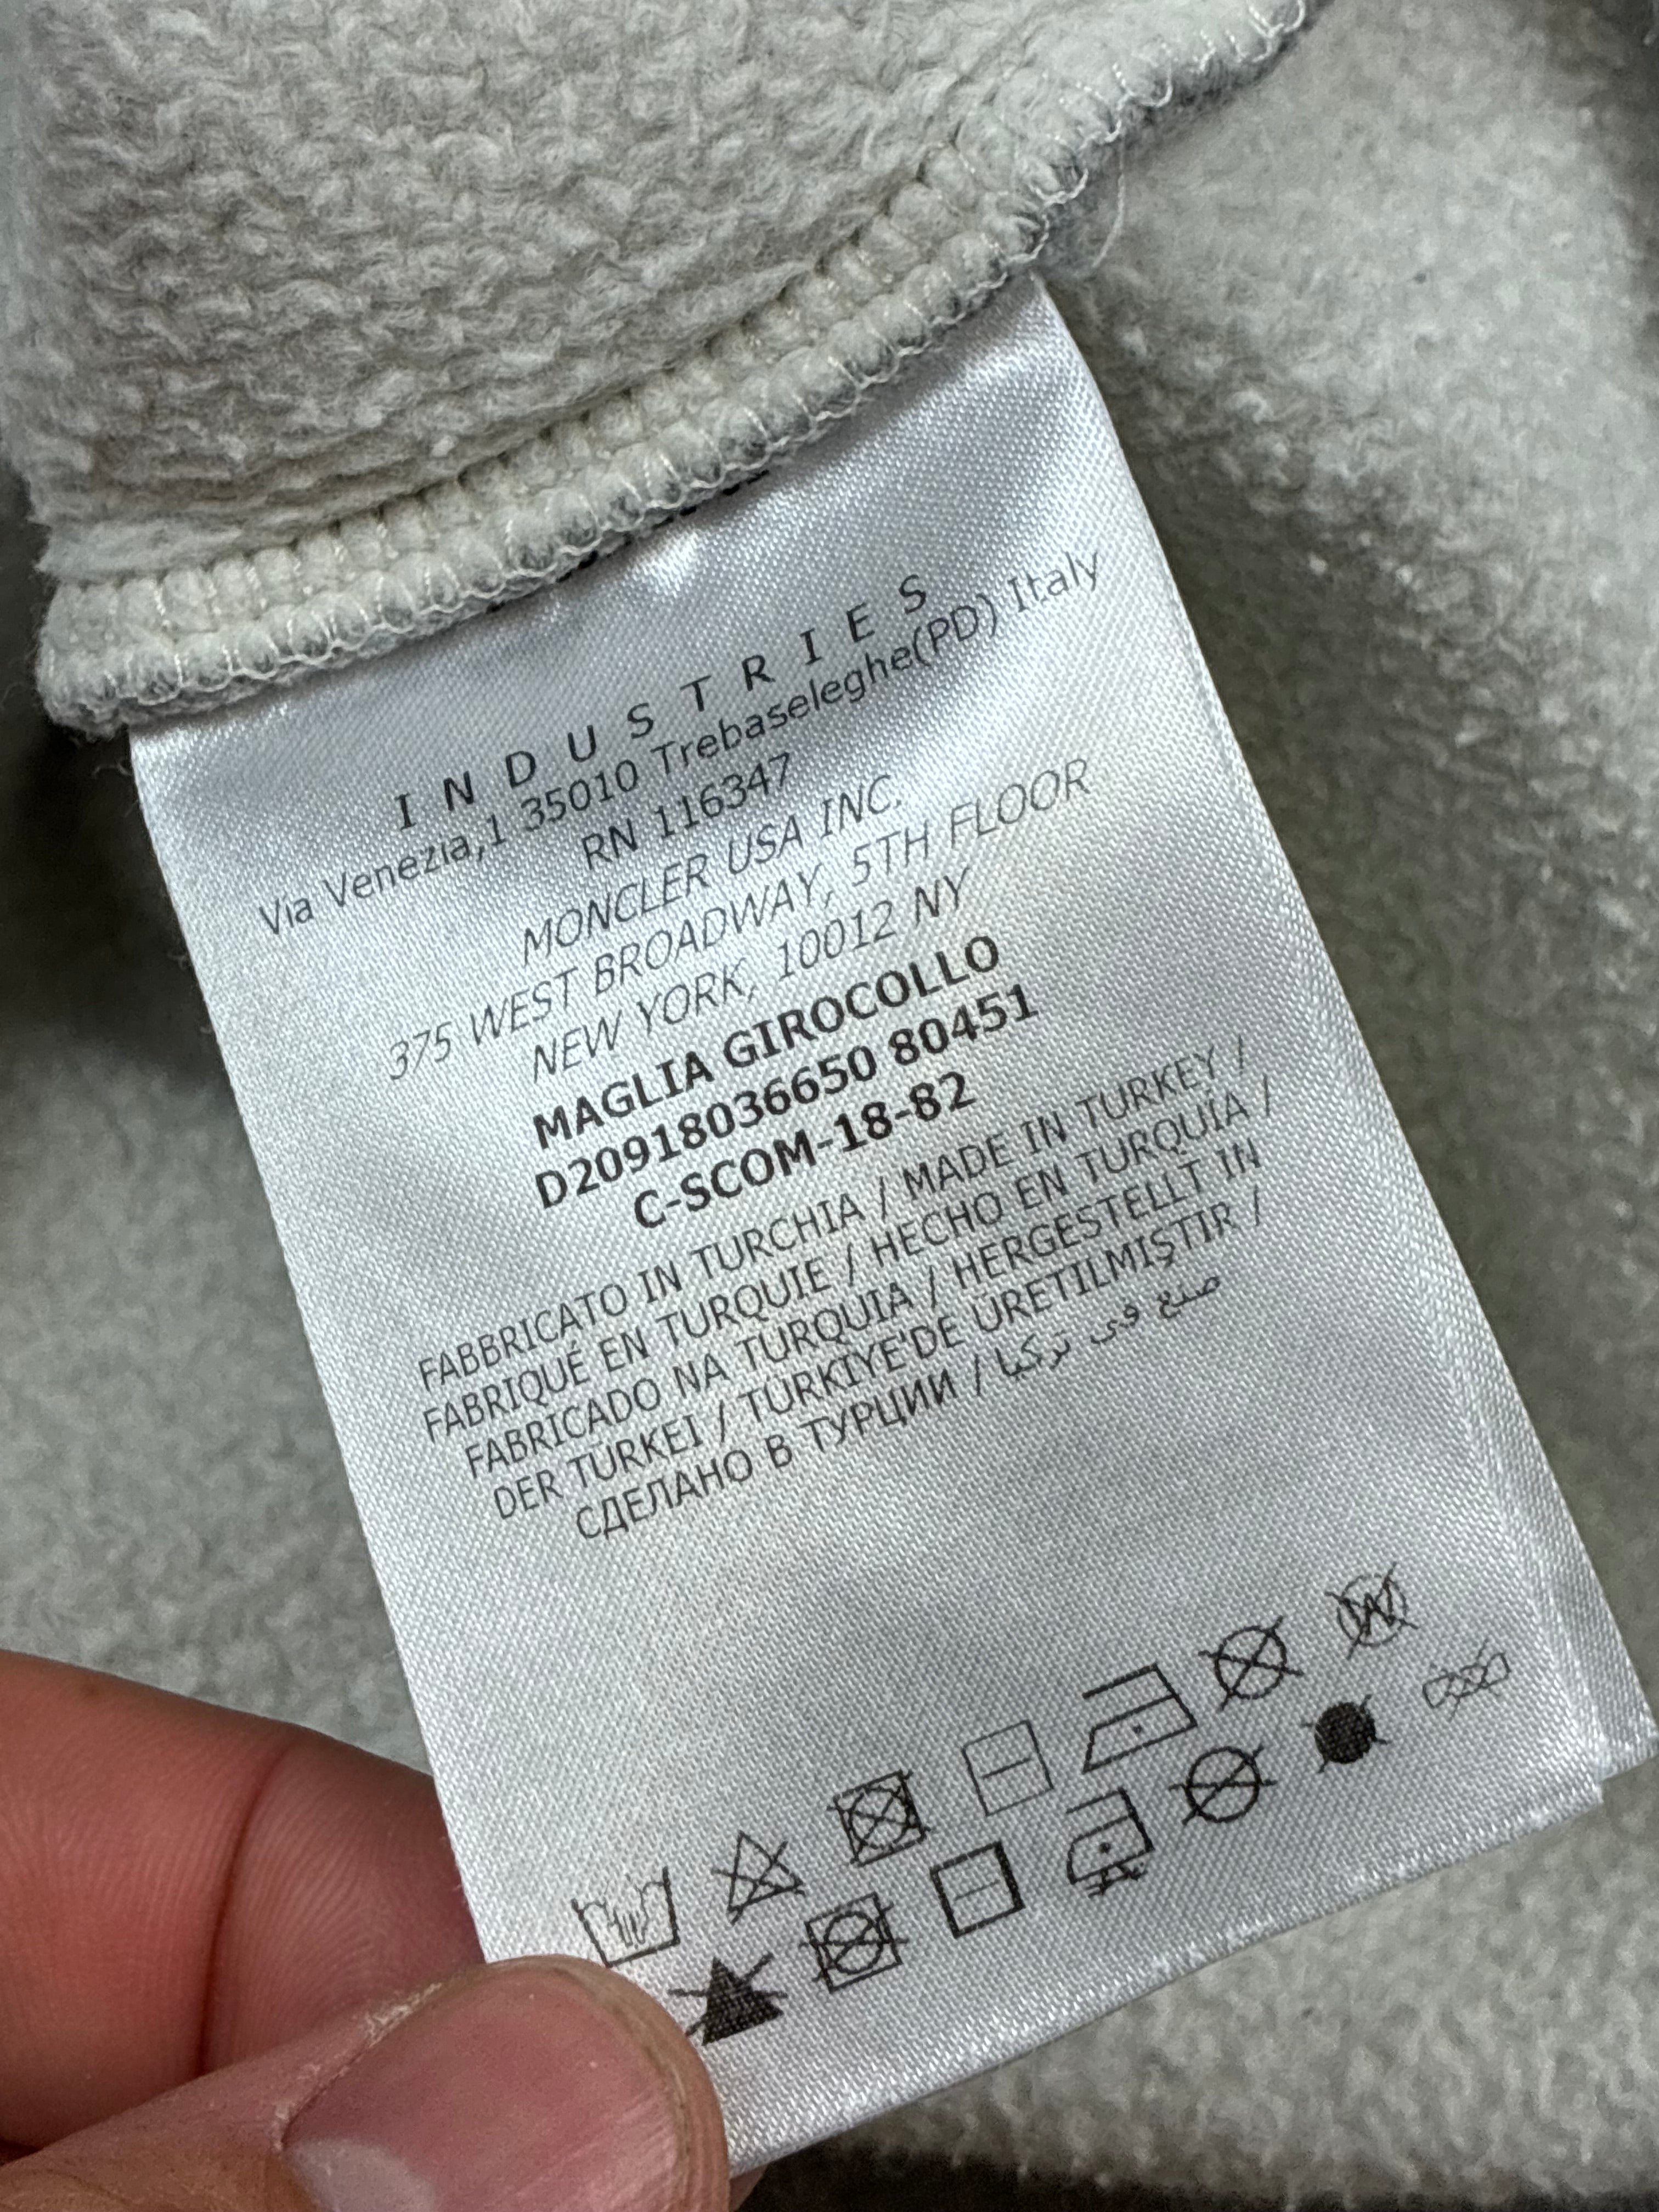 INDUSTRIES
Via Venezia,1 35010 Trebaseleghe(PD) Italy
RN 116347
MONCLER USA INC.
375 WEST BROADWAY, 5TH FLOOR
NEW YORK, 10012 NY
MAGLIA GIROCOLLO
D20918036650 80451
C-SCOM-18-82
FABBRICATO IN TURCHIA / MADE IN TURKEY /
FABRIQUÉ EN TURQUIE / HECHO EN TURQUÍA /
FABRICADO NA TURQUIA / HERGESTELLT IN
DER TÜRKEI / TÜRKIYE'DE ÜRETILMIŞTIR /
СДЕЛАНО В ТУРЦИИ / صنع فى تركيا